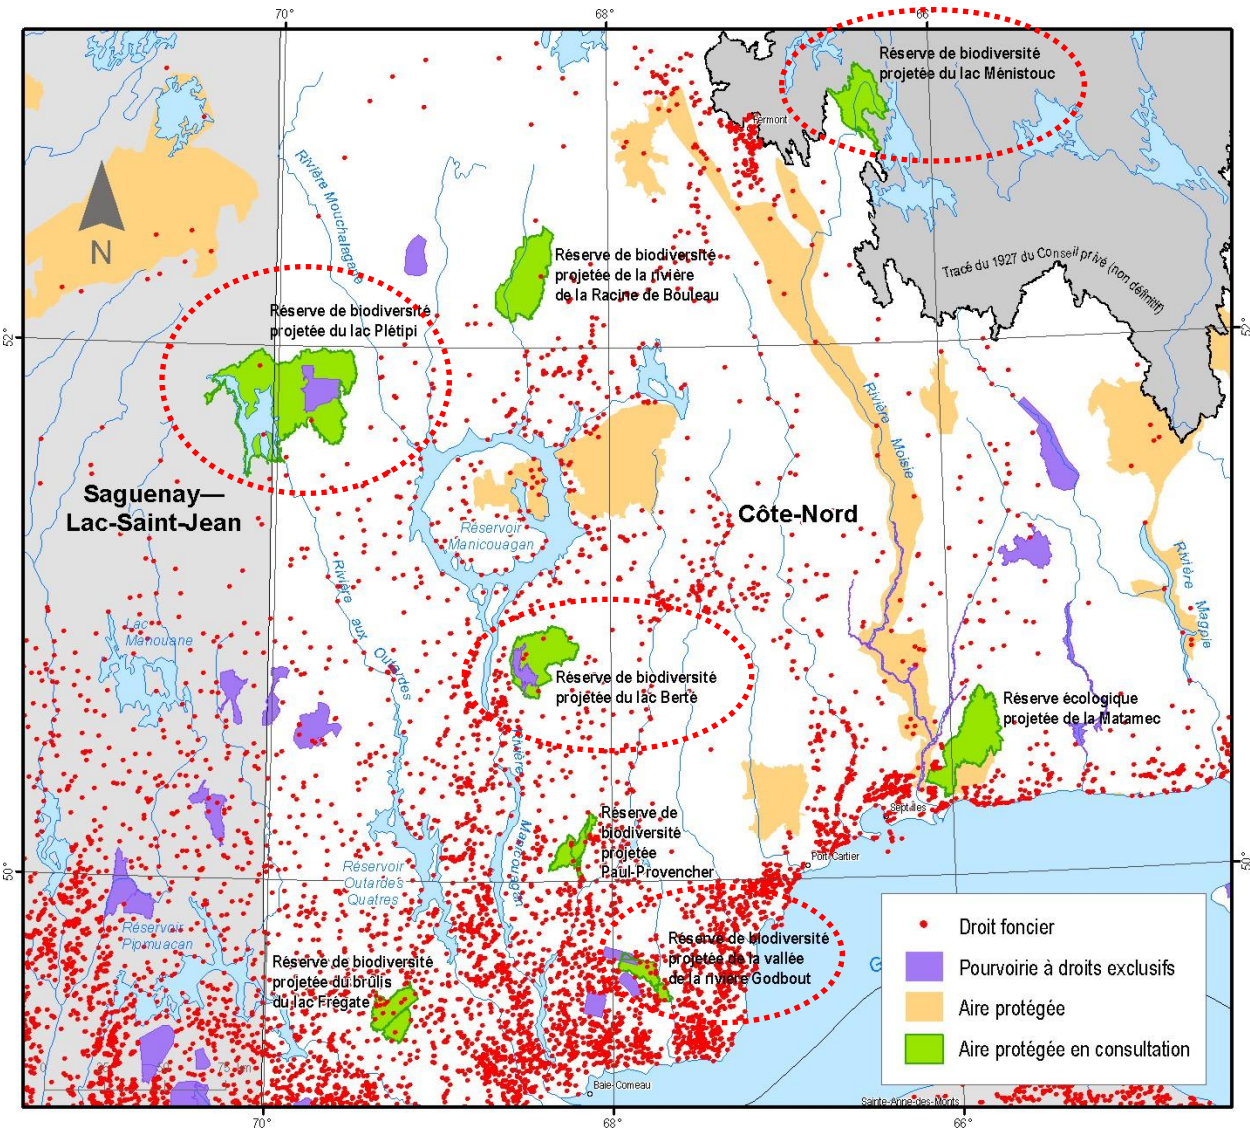 70°
68°
66°
Réserve de biodiversité
projetée du lac Ménistouc
Fermont
Rivière Mouchalagane
N
Réserve de biodiversité
projetée de la rivière
de la Racine de Bouleau
Tracé du 1927 du Conseil privé (non définitif)
Réserve de biodiversité
projetée du lac Plétipi
52°
52°
Rivière Moisie
Saguenay—
Lac-Saint-Jean
Côte-Nord
Réservoir
Manicouagan
Rivière aux Outardes
Rivière Magpie
Lac
Manouane
Réserve de biodiversité
projetée du lac Berté
Réserve écologique
projetée de la Matamec
Rivière Manicouagan
Réserve de
biodiversité
projetée
Paul-Provencher
Sept-Iles
Port-Cartier
50°
50°
Réservoir
Outardes
Quatres
Réservoir
Pipmuacan
Réserve de biodiversité
projetée de la vallée
de la rivière Godbout
Réserve de biodiversité
projetée du brûlis
du lac Frégate
G
Droit foncier
Pourvoirie à droits exclusifs
Aire protégée
Aire protégée en consultation
0
75 km
Baie-Comeau
Sainte-Anne-des-Monts
70°
68°
66°